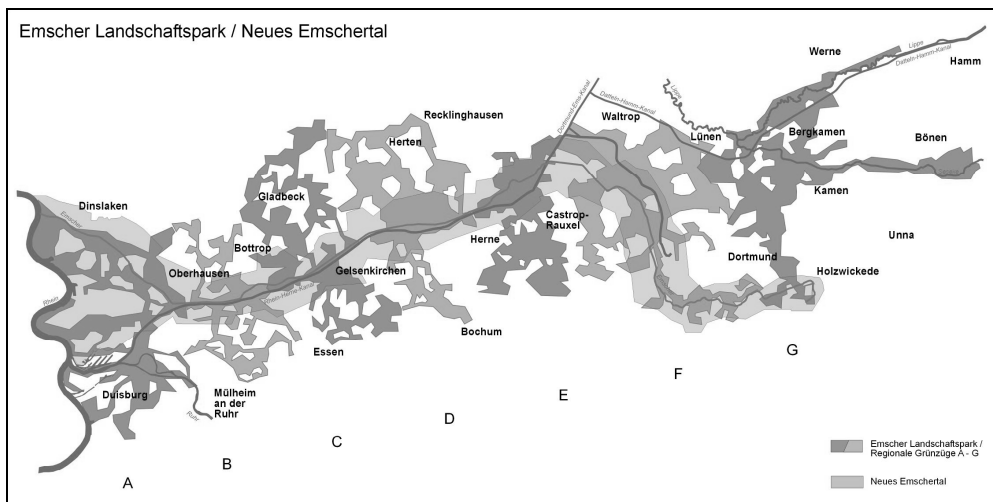 Emscher Landschaftspark / Neues Emschertal
Werne
Lippe
Datteln-Hamm-Kanal
Hamm
Dortmund-Ems-Kanal
Datteln-Hamm-Kanal
Lippe
Recklinghausen
Waltrop
Lünen
Bergkamen
Bönen
Herten
Gladbeck
Kamen
Dinslaken
Emscher
Castrop-
Rauxel
Unna
Herne
Bottrop
Dortmund
Oberhausen
Gelsenkirchen
Holzwickede
Rhein
Rhein-Herne-Kanal
Bochum
Essen
Duisburg
Mülheim
an der
Ruhr
Ruhr
A
B
C
D
E
F
G
Emscher Landschaftspark /
Regionale Grünzüge A - G
Neues Emschertal